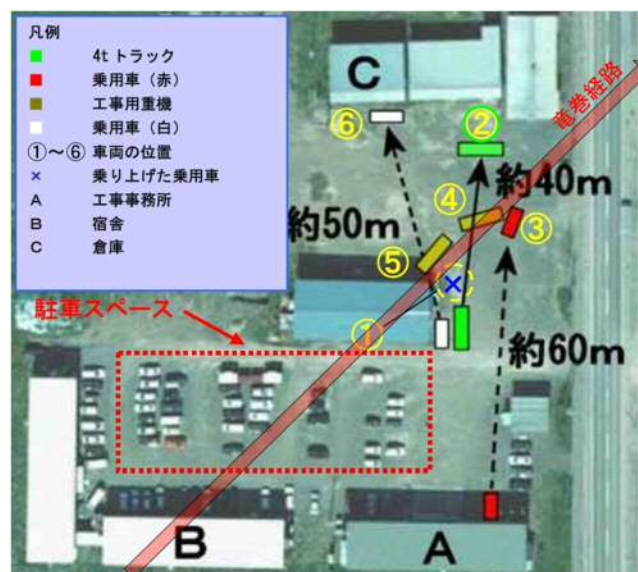 凡例
4tトラック
乗用車（赤）
工事用重機
乗用車（白）
①～⑥ 車両の位置
× 乗り上げた乗用車
A 工事事務所
B 宿舎
C 倉庫
C
竜巻経路
⑥
②
約40m
④
③
約50m
⑤
駐車スペース
①
約60m
B
A